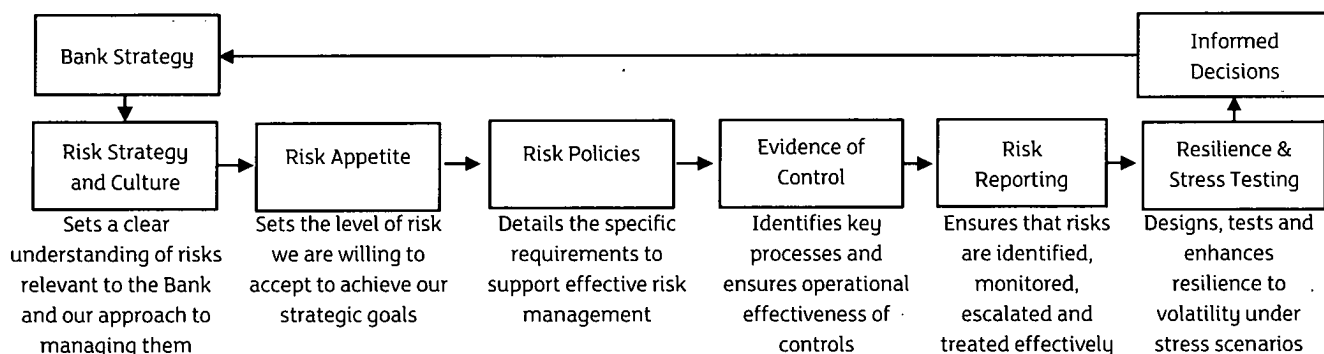 Bank Strategy
Informed
Decisions
Risk Strategy
and Culture
Risk Appetite
Risk Policies
Evidence of
Control
Risk
Reporting
Resilience &
Stress Testing
Sets a clear
understanding of risks
relevant to the Bank
and our approach to
managing them
Sets the level of risk
we are willing to
accept to achieve our
strategic goals
Details the specific
requirements to
support effective risk
management
Identifies key
processes and
ensures operational
effectiveness of
controls
Ensures that risks
are identified,
monitored,
escalated and
treated effectively
Designs, tests and
enhances
resilience to
volatility under
stress scenarios